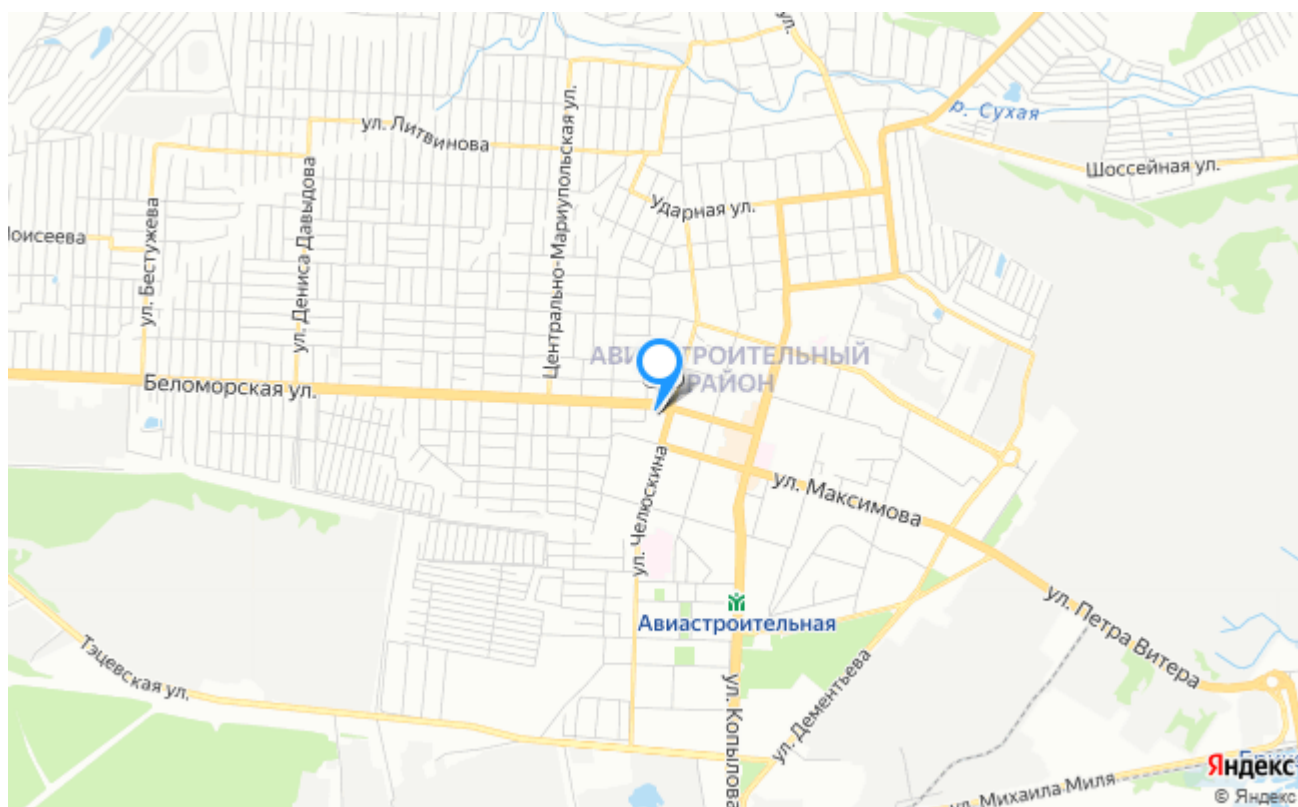 ул.
р. Сухая
ул. Литвинова
Центрально-Мариупольская ул.
Шоссейная ул.
Ударная ул.
ул. Бестужева
ул. Дениса Давыдова
АВИАСТРОИТЕЛЬНЫЙ
РАЙОН
Беломорская ул.
ул. Челюскина
ул. Максимова
ул. Петра Витера
Авиастроительная
Тэцевская ул.
ул. Копылова
ул. Дементьева
ул. Михаила Миля
Яндекс
© Яндекс